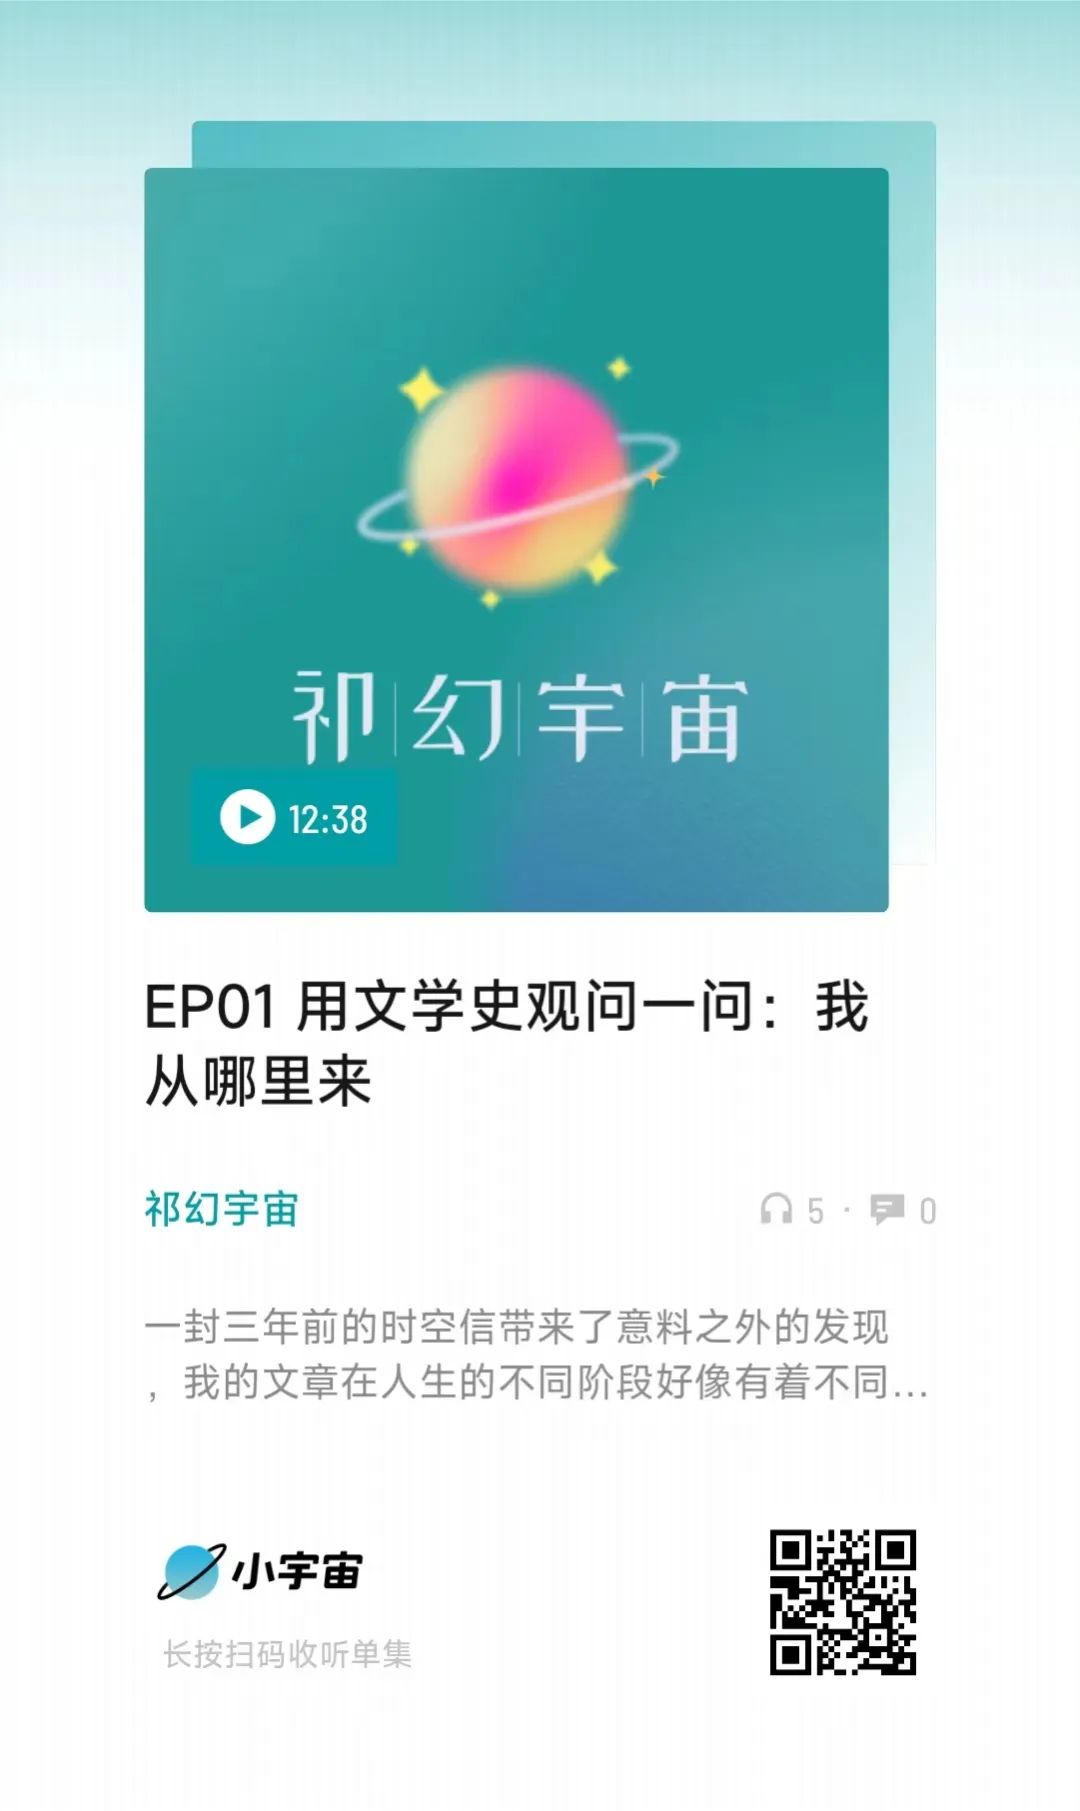 祁幻宇宙
12:38
EP01 用文学史观问一问：我
从哪里来
祁幻宇宙
5 · 0
一封三年前的时空信带来了意料之外的发现
，我的文章在人生的不同阶段好像有着不同...
小宇宙
长按扫码收听单集